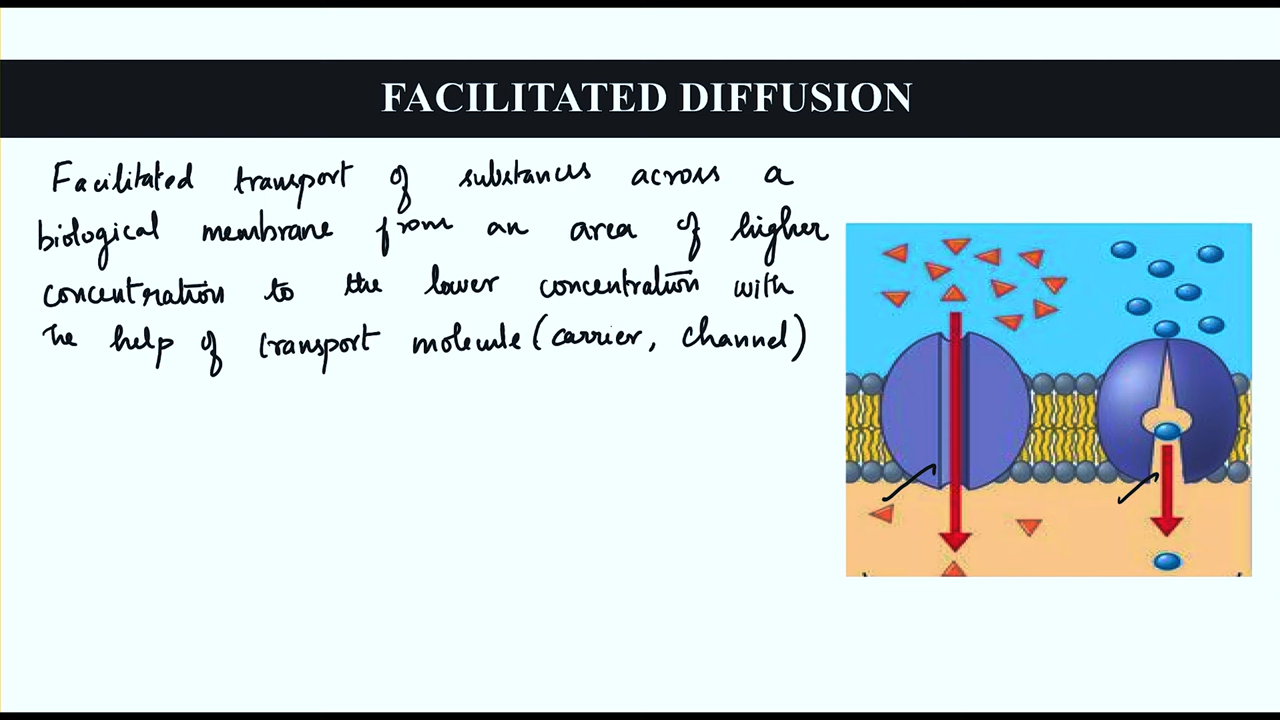 FACILITATED DIFFUSION
Facilitated transport of substances across a
biological membrane from an area of higher
concentration to the lower concentration with
the help of transport molecule (carrier, channel)